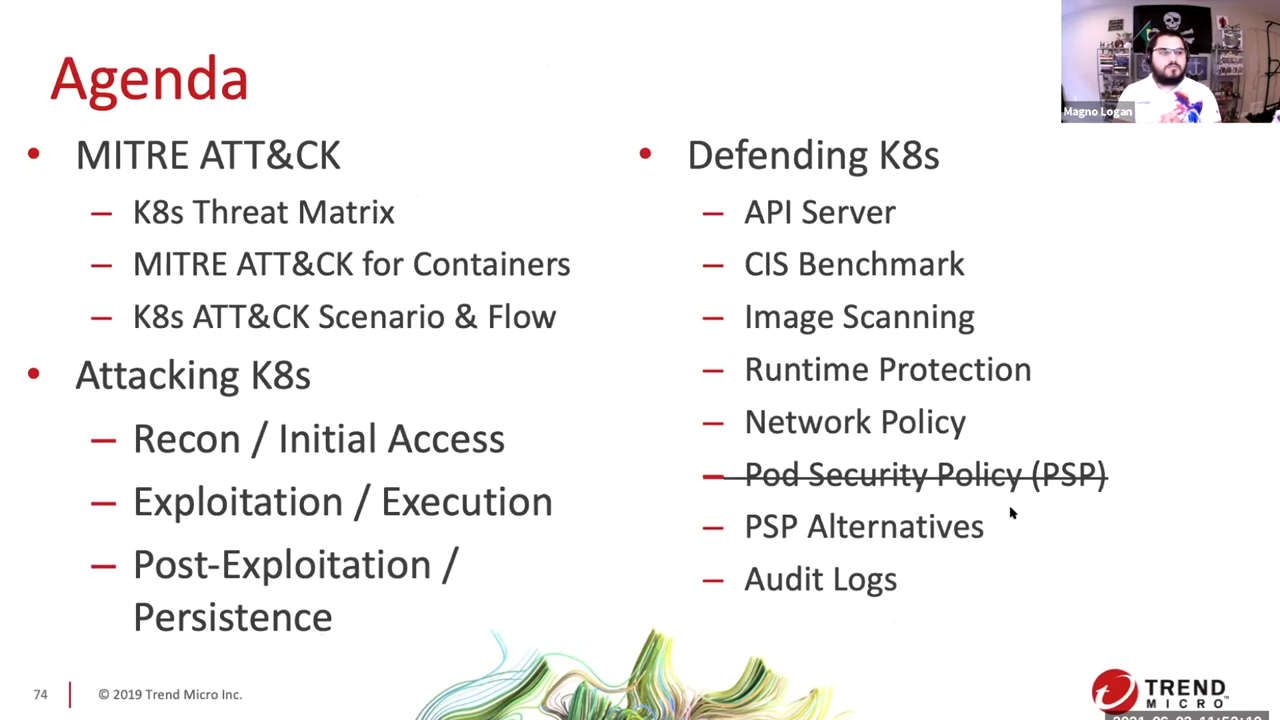 Agenda
Magno Logan
• MITRE ATT&CK
– K8s Threat Matrix
– MITRE ATT&CK for Containers
– K8s ATT&CK Scenario & Flow
• Attacking K8s
– Recon / Initial Access
– Exploitation / Execution
– Post-Exploitation /
Persistence
• Defending K8s
– API Server
– CIS Benchmark
– Image Scanning
– Runtime Protection
– Network Policy
– Pod Security Policy (PSP)
– PSP Alternatives
– Audit Logs
74
© 2019 Trend Micro Inc.
TREND
MICRO™